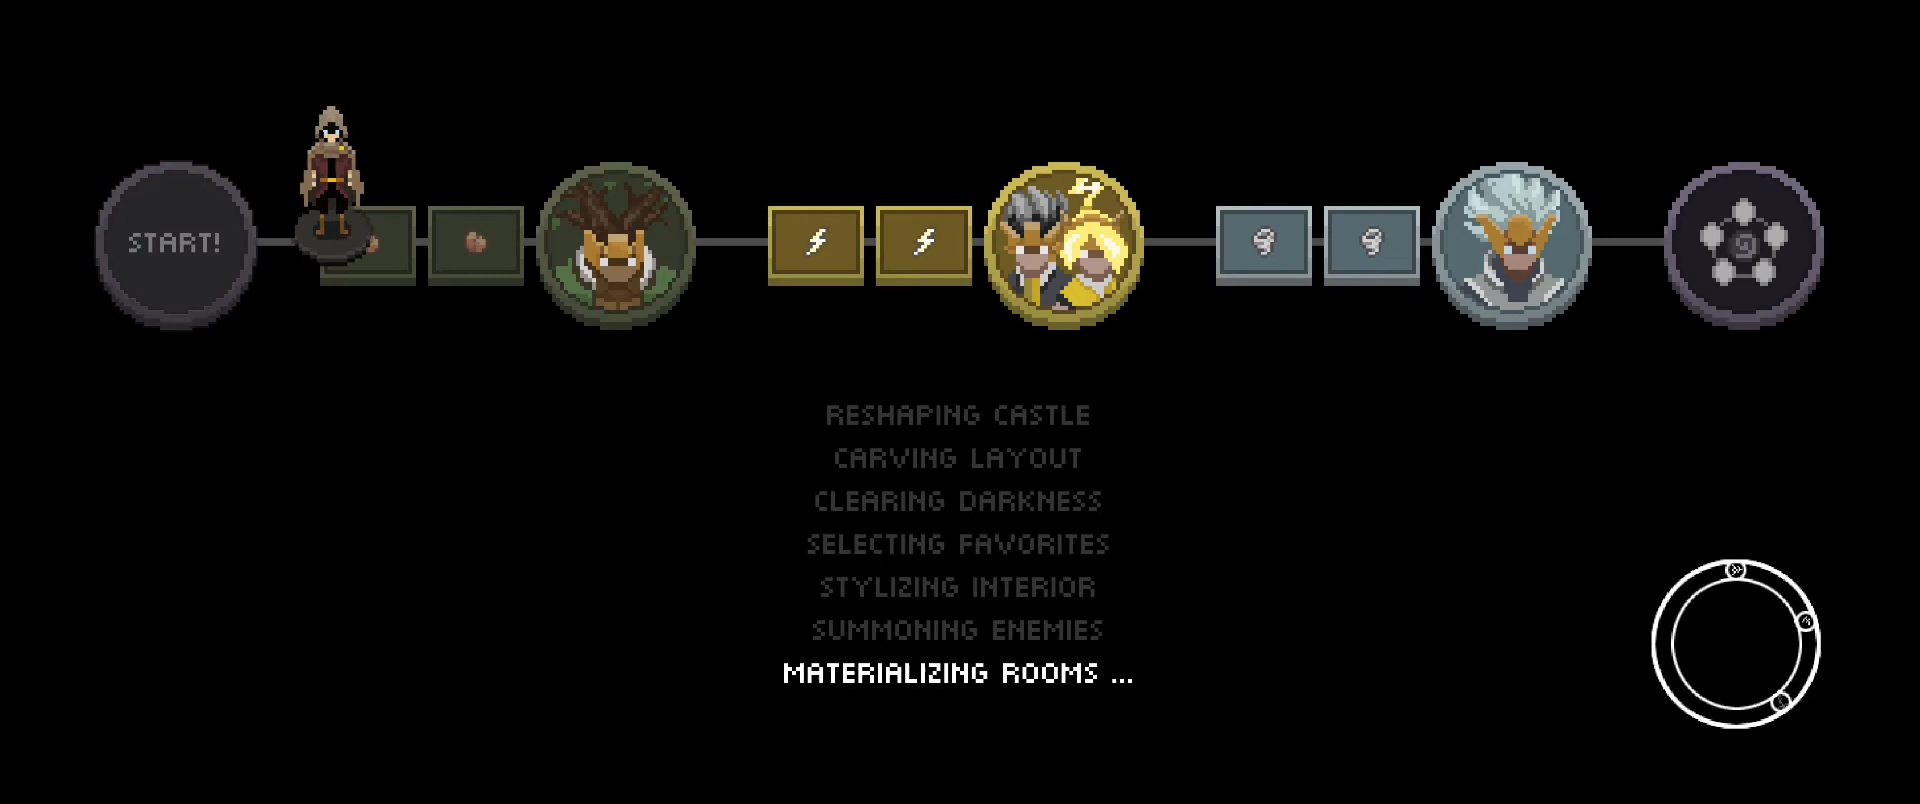 START!
RESHAPING CASTLE
CARVING LAYOUT
CLEARING DARKNESS
SELECTING FAVORITES
STYLIZING INTERIOR
SUMMONING ENEMIES
MATERIALIZING ROOMS ...